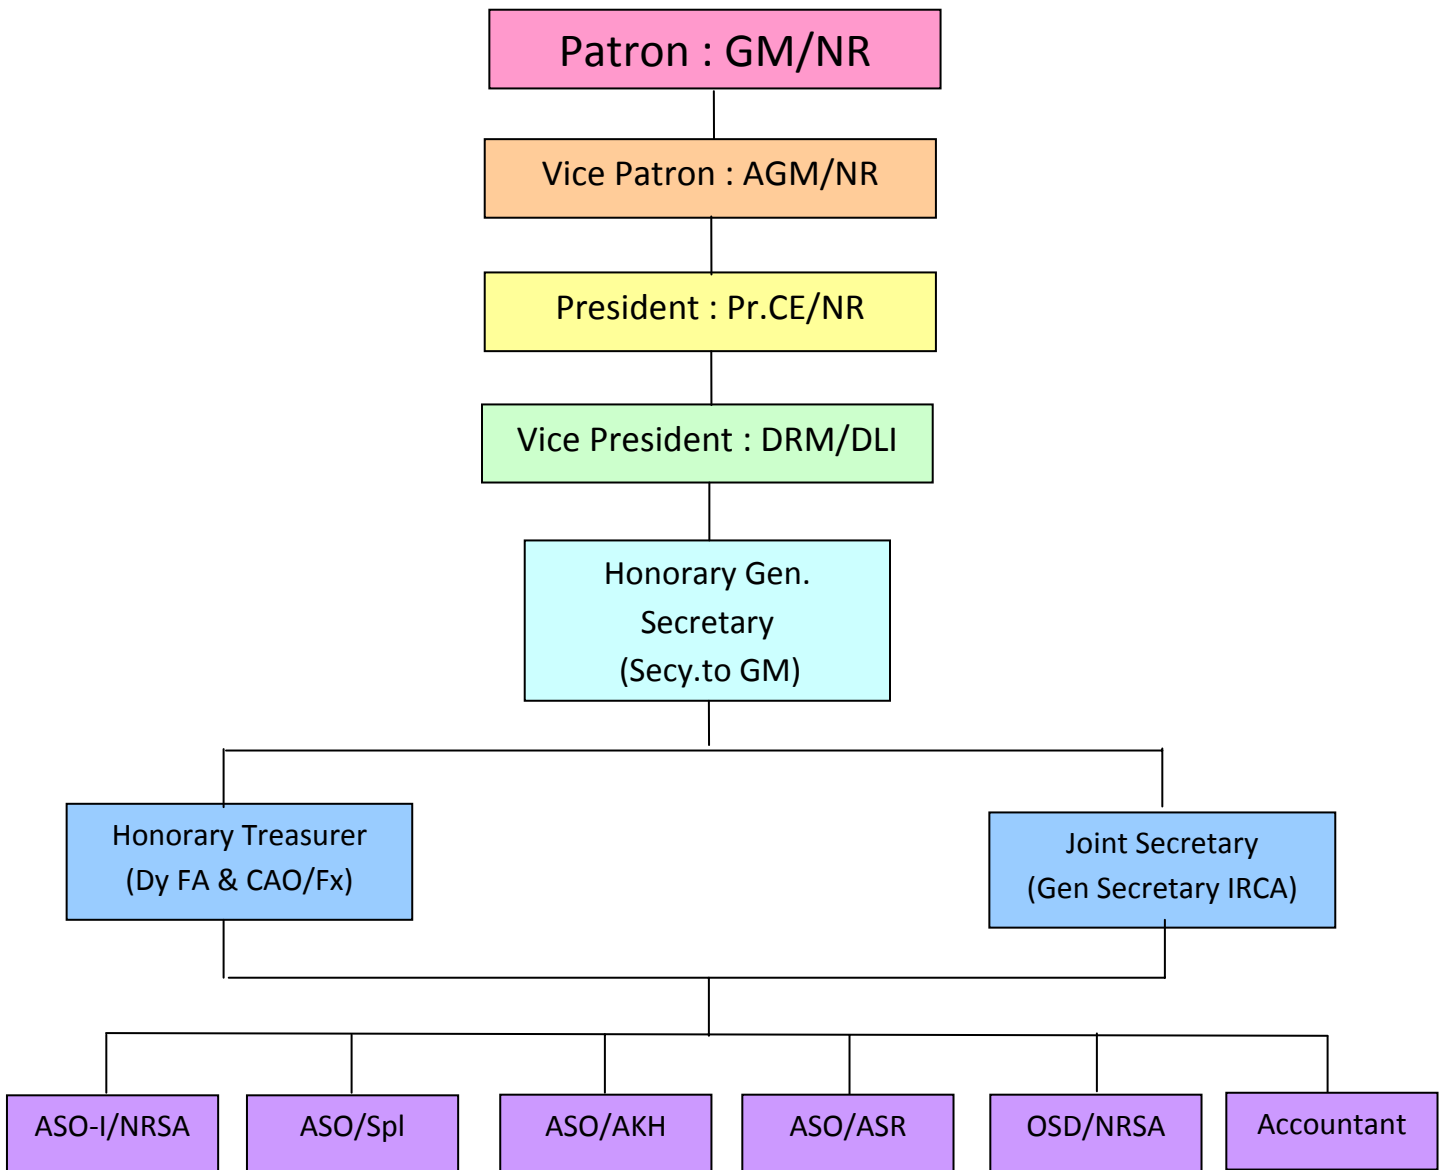 Patron : GM/NR
Vice Patron : AGM/NR
President : Pr.CE/NR
Vice President : DRM/DLI
Honorary Gen.
Secretary
(Secy.to GM)
Honorary Treasurer
(Dy FA & CAO/Fx)
Joint Secretary
(Gen Secretary IRCA)
ASO-I/NRSA
ASO/Spl
ASO/AKH
ASO/ASR
OSD/NRSA
Accountant